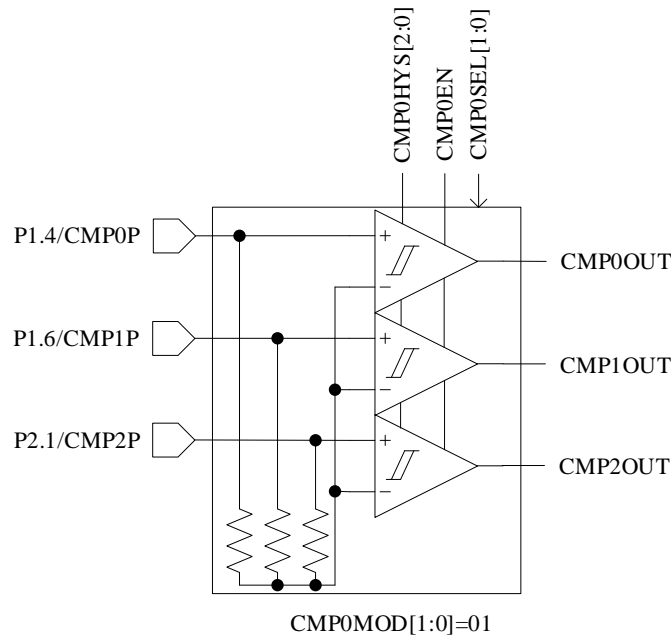 CMP0HYS[2:0]
CMP0EN
CMP0SEL[1:0]
P1.4/CMP0P
+
−
CMP0OUT
P1.6/CMP1P
+
−
CMP1OUT
P2.1/CMP2P
+
−
CMP2OUT
CMP0MOD[1:0]=01